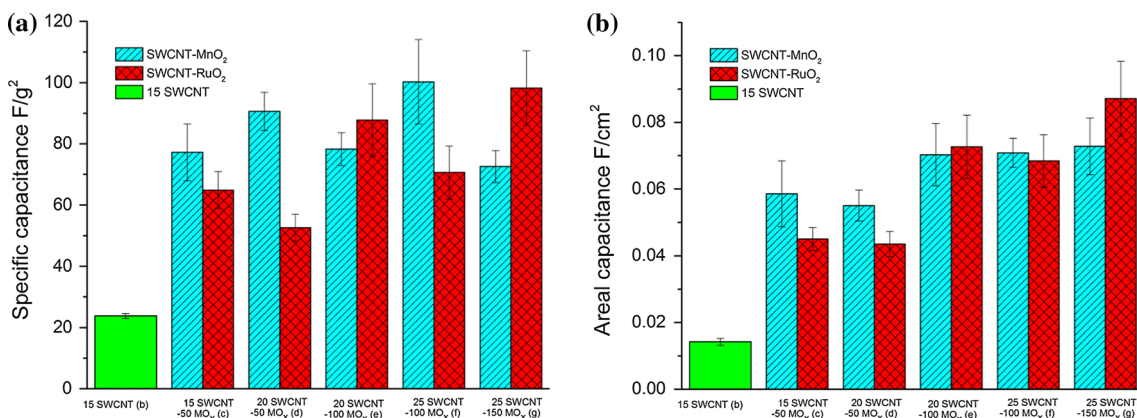 (a)
Specific capacitance F/g²
120
100
80
60
40
20
0
SWCNT-MnO₂
SWCNT-RuO₂
15 SWCNT
15 SWCNT (b)
15 SWCNT
-50 MOₓ (c)
20 SWCNT
-50 MOₓ (d)
20 SWCNT
-100 MOₓ (e)
25 SWCNT
-100 MOₓ (f)
25 SWCNT
-150 MOₓ (g)
(b)
Areal capacitance F/cm²
0.10
0.08
0.06
0.04
0.02
0.00
SWCNT-MnO₂
SWCNT-RuO₂
15 SWCNT
15 SWCNT (b)
15 SWCNT
-50 MOₓ (c)
20 SWCNT
-50 MOₓ (d)
20 SWCNT
-100 MOₓ (e)
25 SWCNT
-100 MOₓ (f)
25 SWCNT
-150 MOₓ (g)